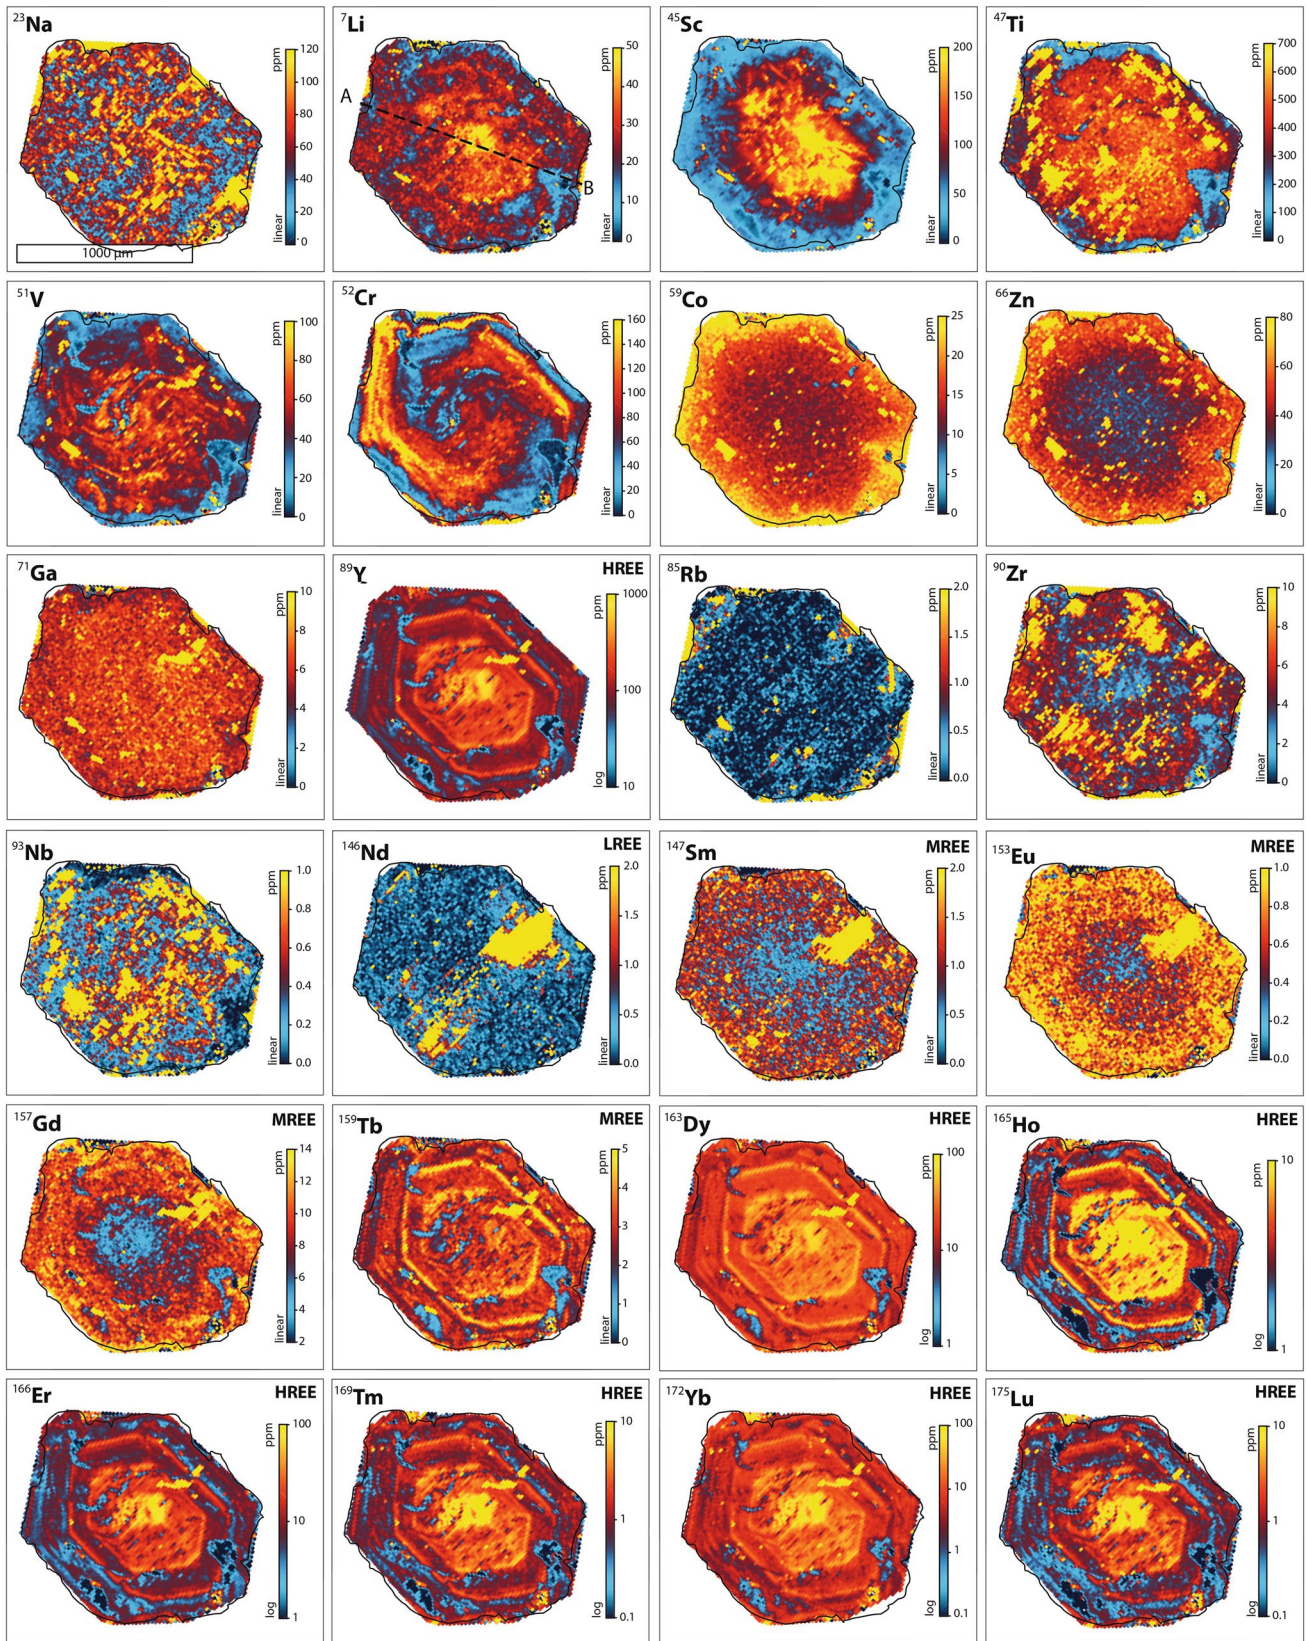 23Na
ppm
120
100
80
60
40
20
0
linear
1000 µm
7Li
A
B
ppm
50
40
30
20
10
0
linear
45Sc
ppm
200
150
100
50
0
linear
47Ti
ppm
700
600
500
400
300
200
100
0
linear
51V
ppm
100
80
60
40
20
0
linear
52Cr
ppm
160
140
120
100
80
60
40
20
0
linear
59Co
ppm
25
20
15
10
5
0
linear
66Zn
ppm
80
60
40
20
0
linear
71Ga
ppm
10
8
6
4
2
0
linear
89Y
HREE
ppm
1000
100
10
log
85Rb
ppm
2.0
1.5
1.0
0.5
0.0
linear
90Zr
ppm
10
8
6
4
2
0
linear
93Nb
ppm
1.0
0.8
0.6
0.4
0.2
0.0
linear
146Nd
LREE
ppm
2.0
1.5
1.0
0.5
0.0
linear
147Sm
MREE
ppm
2.0
1.5
1.0
0.5
0.0
linear
153Eu
MREE
ppm
1.0
0.8
0.6
0.4
0.2
0.0
linear
157Gd
MREE
ppm
14
12
10
8
6
4
2
linear
159Tb
MREE
ppm
5
4
3
2
1
0
linear
163Dy
HREE
ppm
100
10
1
log
165Ho
HREE
ppm
10
1
log
166Er
HREE
ppm
100
10
1
log
169Tm
HREE
ppm
10
1
0.1
log
172Yb
HREE
ppm
100
10
1
0.1
log
175Lu
HREE
ppm
10
1
0.1
log